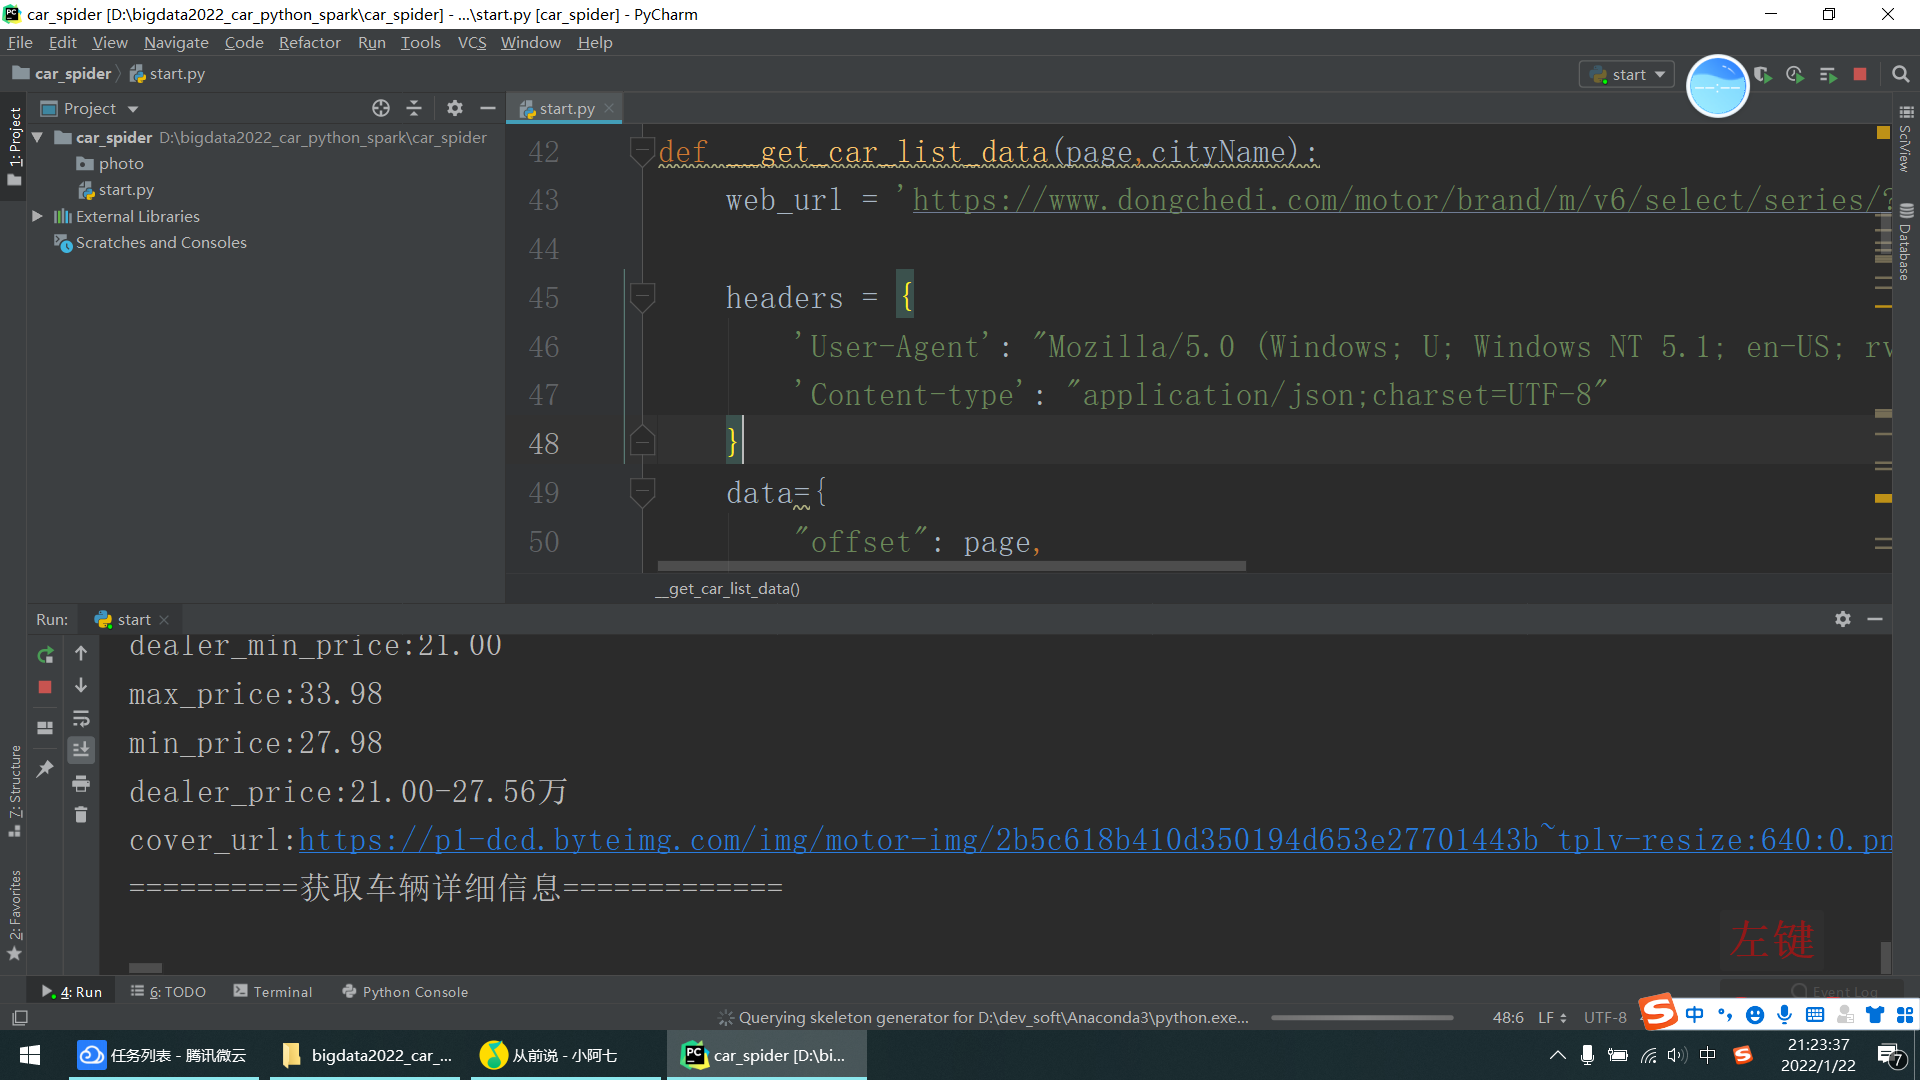 car_spider [D:\bigdata2022_car_python_spark\car_spider] - ...\start.py [car_spider] - PyCharm
File Edit View Navigate Code Refactor Run Tools VCS Window Help
car_spider start.py
start
Project
start.py
1: Project
car_spider D:\bigdata2022_car_python_spark\car_spider
photo
start.py
External Libraries
Scratches and Consoles
SciView
Database
42 def __get_car_list_data(page,cityName):
43 web_url = 'https://www.dongchedi.com/motor/brand/m/v6/select/series/?
44
45 headers = {
46 'User-Agent': "Mozilla/5.0 (Windows; U; Windows NT 5.1; en-US; rv
47 'Content-type': "application/json;charset=UTF-8"
48 }
49 data={
50 "offset": page,
__get_car_list_data()
Run: start
dealer_min_price:21.00
max_price:33.98
min_price:27.98
dealer_price:21.00-27.56万
cover_url:https://p1-dcd.byteimg.com/img/motor-img/2b5c618b410d350194d653e27701443b~tplv-resize:640:0.pn
==========获取车辆详细信息=============
7: Structure
2: Favorites
左键
4: Run 6: TODO Terminal Python Console Event Log
Querying skeleton generator for D:\dev_soft\Anaconda3\python.exe... 48:6 LF UTF-8
中
任务列表 - 腾讯微云
bigdata2022_car_...
从前说 - 小阿七
car_spider [D:\bi...
中
21:23:37
2022/1/22
7